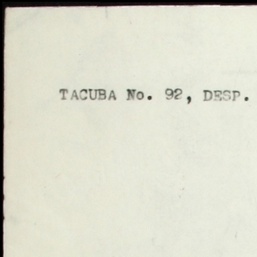 TACUBA No. 92, DESP.